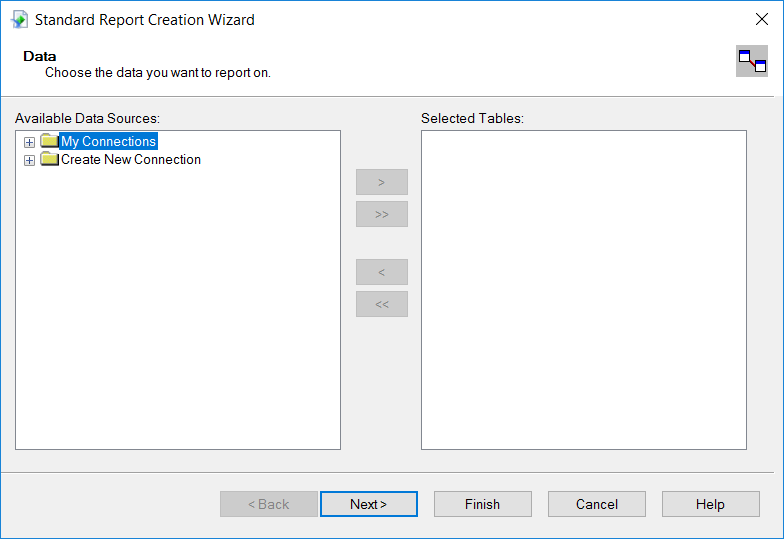 Standard Report Creation Wizard
Data
Choose the data you want to report on.
Available Data Sources:
Selected Tables:
My Connections
Create New Connection
>
>>
<
<<
< Back
Next >
Finish
Cancel
Help